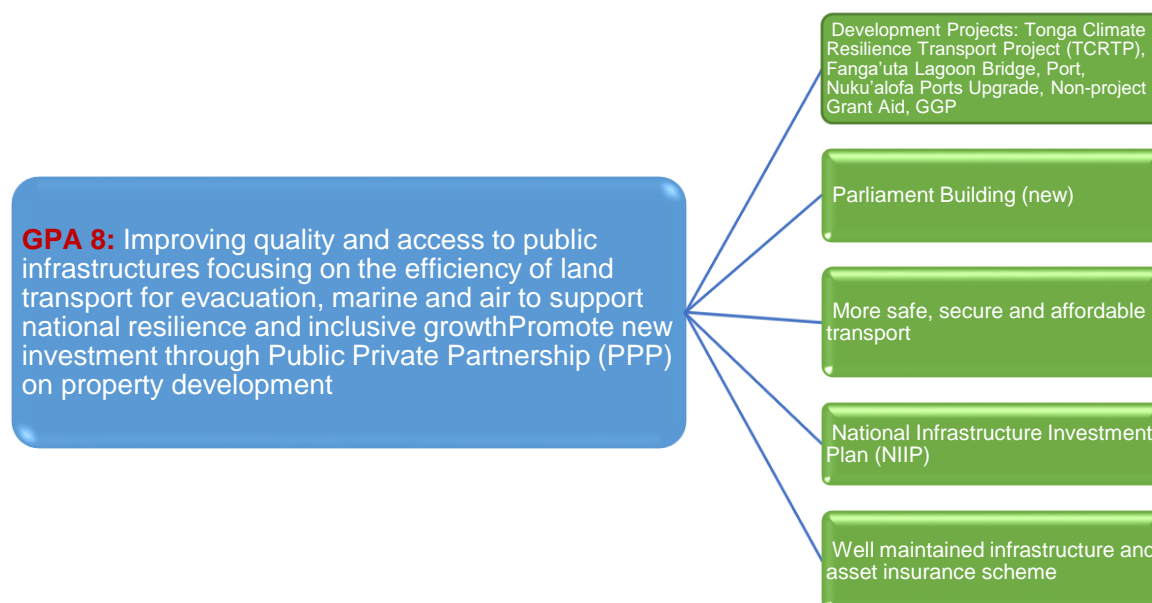 GPA 8: Improving quality and access to public
infrastructures focusing on the efficiency of land
transport for evacuation, marine and air to support
national resilience and inclusive growthPromote new
investment through Public Private Partnership (PPP)
on property development
Development Projects: Tonga Climate
Resilience Transport Project (TCRTP),
Fanga'uta Lagoon Bridge, Port,
Nuku'alofa Ports Upgrade, Non-project
Grant Aid, GGP
Parliament Building (new)
More safe, secure and affordable
transport
National Infrastructure Investment
Plan (NIIP)
Well maintained infrastructure and
asset insurance scheme